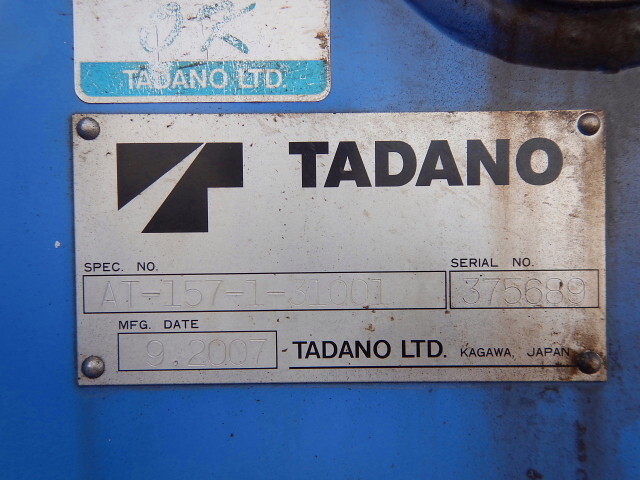 OK
TADANO LTD.
TADANO
SPEC. NO.
SERIAL NO.
AT-157-1-31001
375689
MFG. DATE
9.2007
TADANO LTD.
KAGAWA, JAPAN